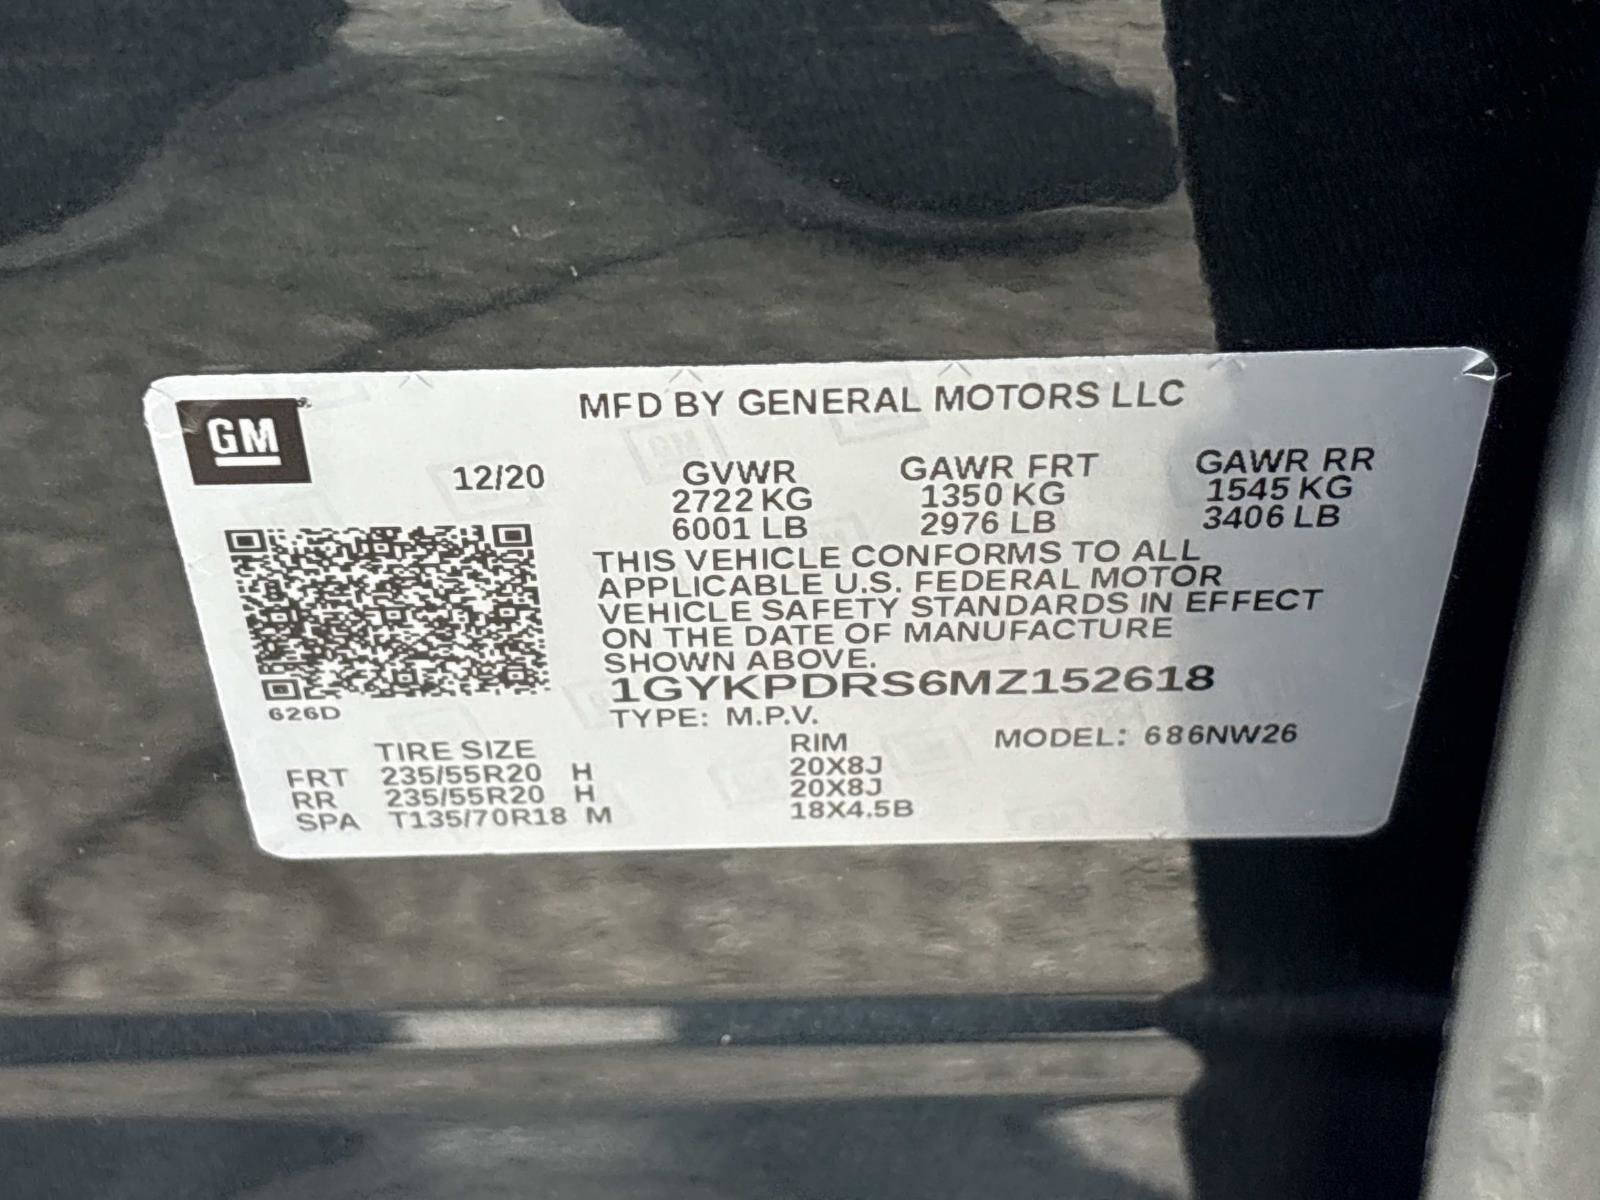 GM
MFD BY GENERAL MOTORS LLC
12/20 GVWR GAWR FRT GAWR RR
2722 KG 1350 KG 1545 KG
6001 LB 2976 LB 3406 LB
THIS VEHICLE CONFORMS TO ALL
APPLICABLE U.S. FEDERAL MOTOR
VEHICLE SAFETY STANDARDS IN EFFECT
ON THE DATE OF MANUFACTURE
SHOWN ABOVE.
1GYKPDRS6MZ152618
626D
TYPE: M.P.V.
TIRE SIZE RIM MODEL: 686NW26
FRT 235/55R20 H 20X8J
RR 235/55R20 H 20X8J
SPA T135/70R18 M 18X4.5B